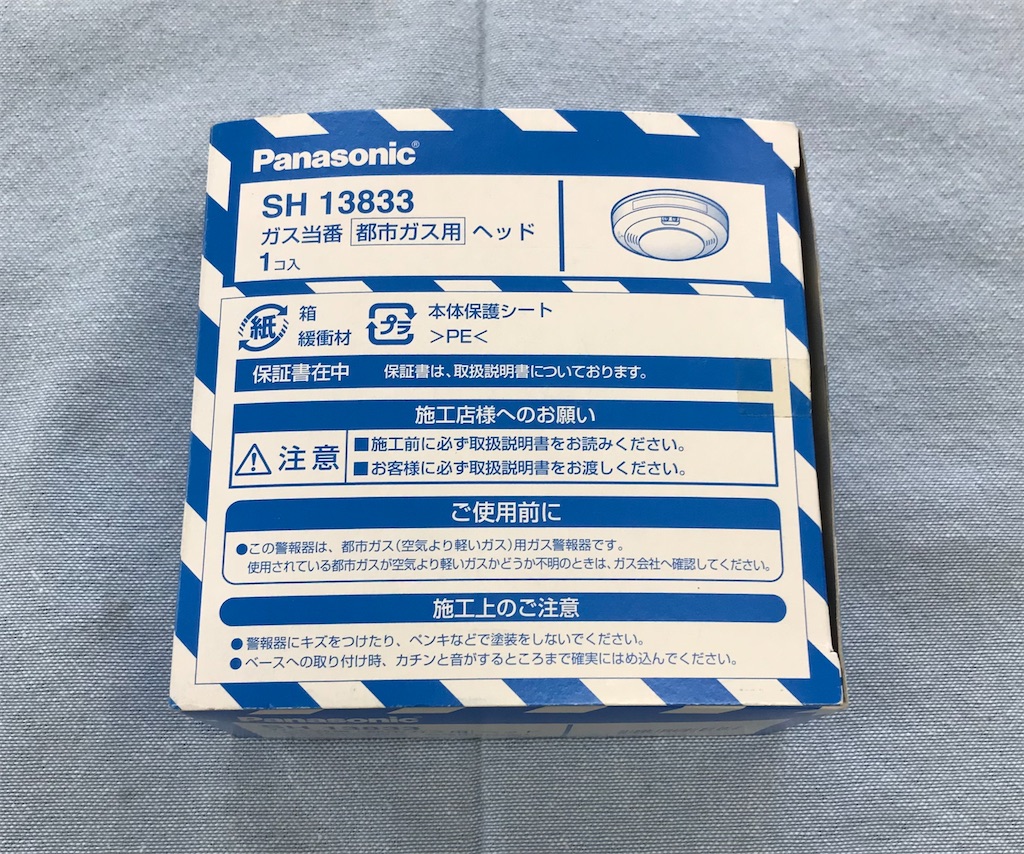 Panasonic®
SH 13833
ガス当番 都市ガス用 ヘッド
1コ入
紙 箱
緩衝材
プラ 本体保護シート
>PE<
保証書在中 保証書は、取扱説明書についております。
施工店様へのお願い
注意
■施工前に必ず取扱説明書をお読みください。
■お客様に必ず取扱説明書をお渡しください。
ご使用前に
●この警報器は、都市ガス(空気より軽いガス)用ガス警報器です。
使用されている都市ガスが空気より軽いガスかどうか不明のときは、ガス会社へ確認してください。
施工上のご注意
●警報器にキズをつけたり、ペンキなどで塗装をしないでください。
●ベースへの取り付け時、カチンと音がするところまで確実にはめ込んでください。
Panasonic
SH 13833